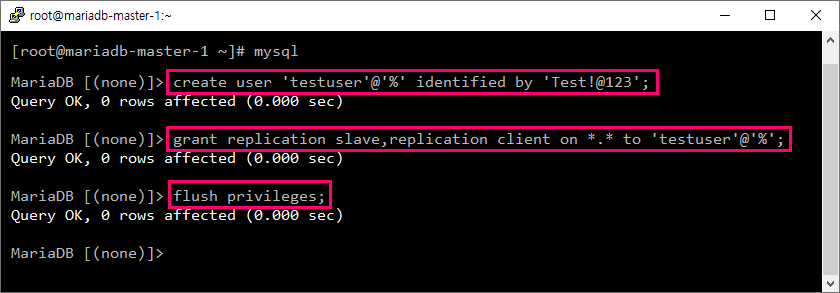 root@mariadb-master-1:~
[root@mariadb-master-1 ~]# mysql
MariaDB [(none)]> create user 'testuser'@'%' identified by 'Test!@123';
Query OK, 0 rows affected (0.000 sec)
MariaDB [(none)]> grant replication slave,replication client on *.* to 'testuser'@'%';
Query OK, 0 rows affected (0.000 sec)
MariaDB [(none)]> flush privileges;
Query OK, 0 rows affected (0.000 sec)
MariaDB [(none)]>